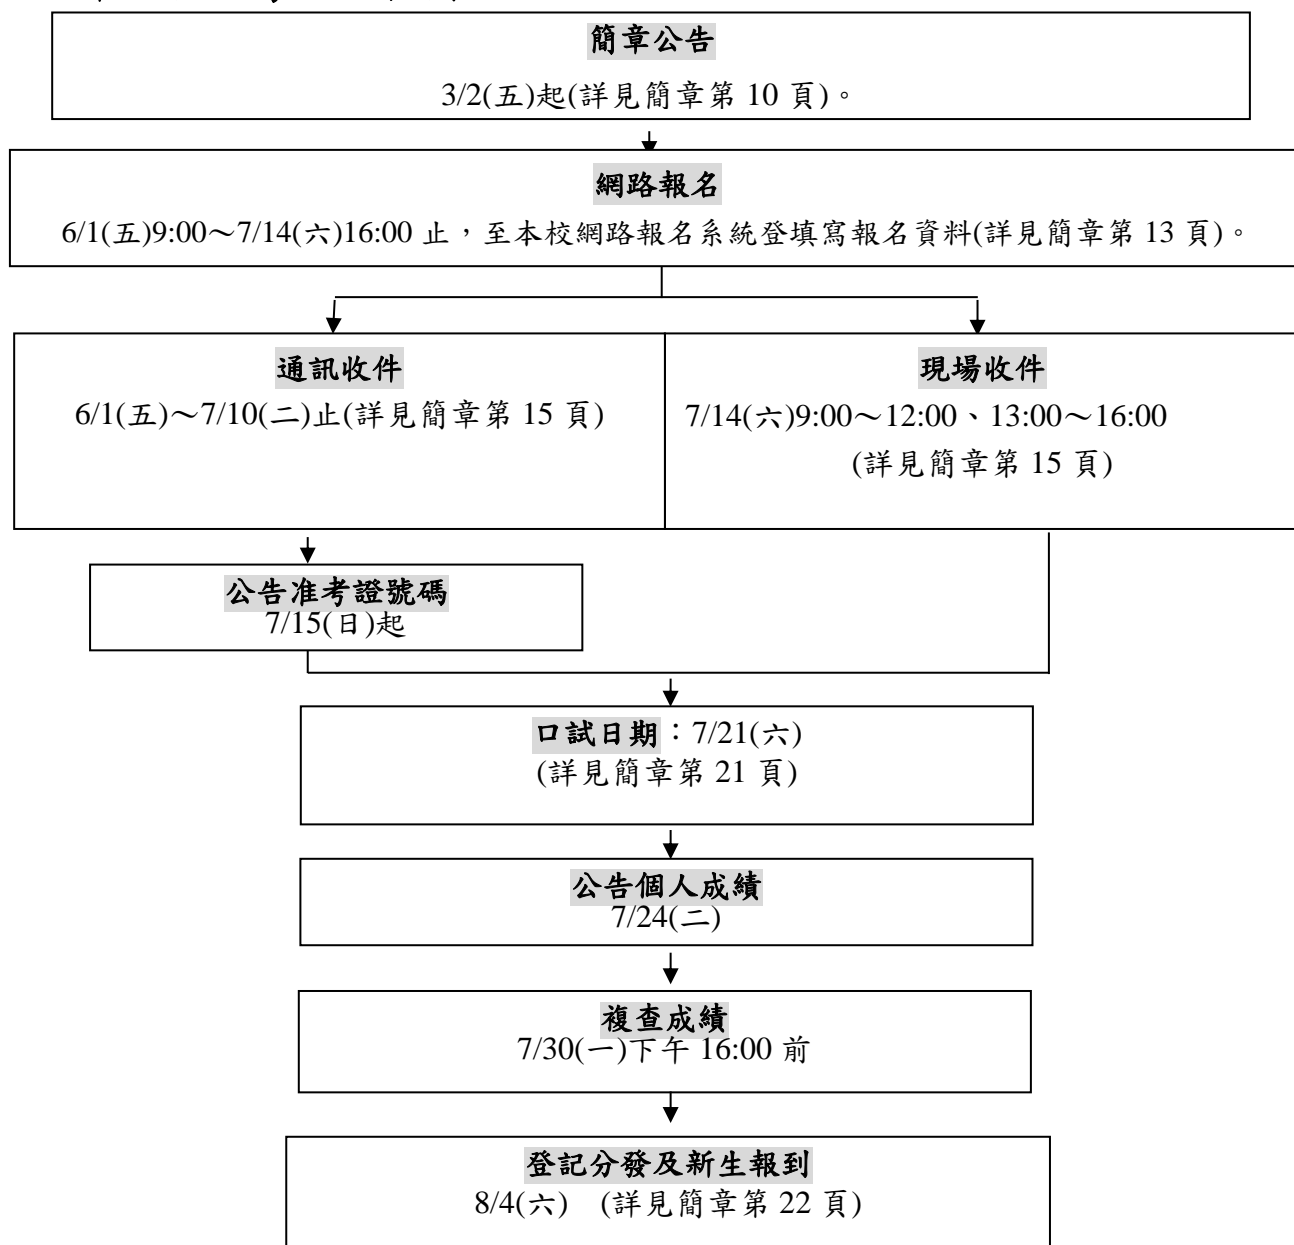 簡章公告
3/2(五)起(詳見簡章第 10 頁)。
網路報名
6/1(五)9:00～7/14(六)16:00 止，至本校網路報名系統登填寫報名資料(詳見簡章第 13 頁)。
通訊收件
6/1(五)～7/10(二)止(詳見簡章第 15 頁)
現場收件
7/14(六)9:00～12:00、13:00～16:00
(詳見簡章第 15 頁)
公告准考證號碼
7/15(日)起
口試日期：7/21(六)
(詳見簡章第 21 頁)
公告個人成績
7/24(二)
複查成績
7/30(一)下午 16:00 前
登記分發及新生報到
8/4(六) (詳見簡章第 22 頁)